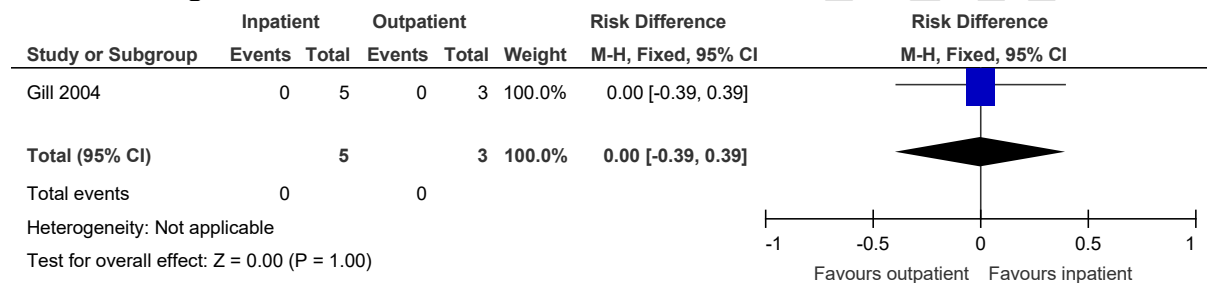 Inpatient Outpatient Risk Difference Risk Difference
Study or Subgroup Events Total Events Total Weight M-H, Fixed, 95% CI M-H, Fixed, 95% CI
Gill 2004 0 5 0 3 100.0% 0.00 [-0.39, 0.39]
Total (95% CI) 5 3 100.0% 0.00 [-0.39, 0.39]
Total events 0 0
Heterogeneity: Not applicable
Test for overall effect: Z = 0.00 (P = 1.00)
-1 -0.5 0 0.5 1
Favours outpatient Favours inpatient